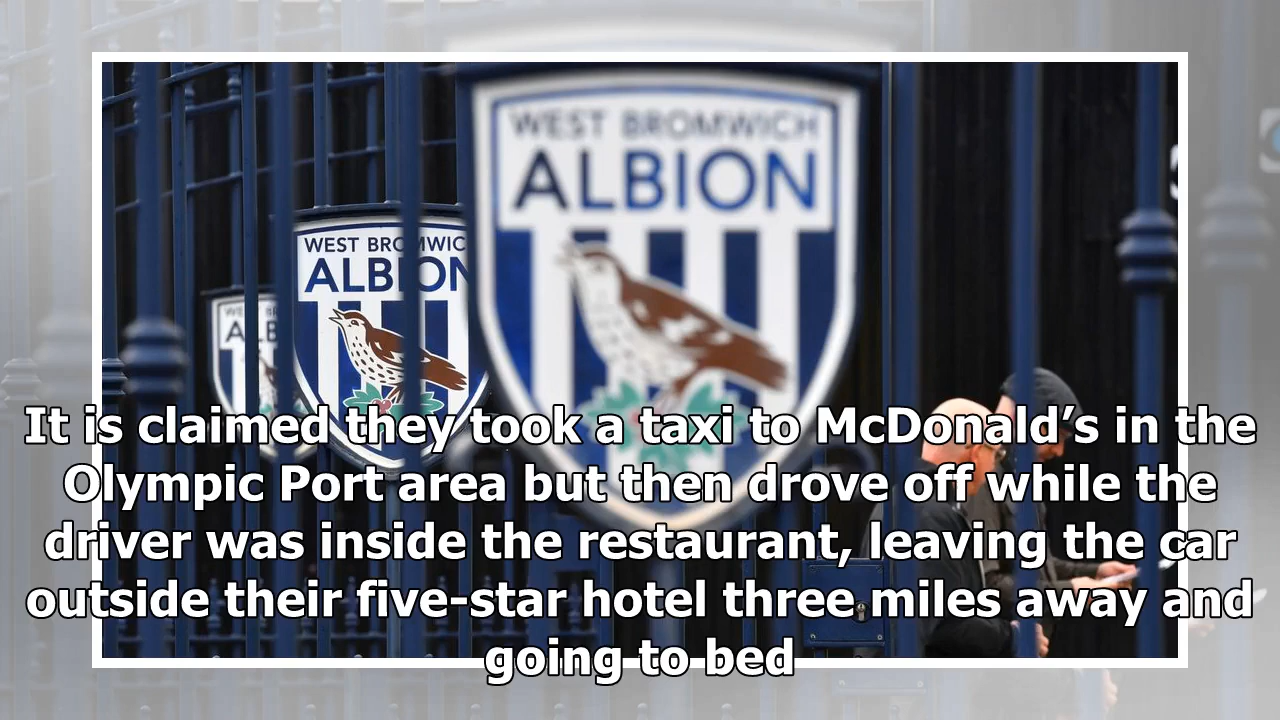 WEST BROMWICH
ALBION
WEST BROMWIC
ALBION
WE
ALB
It is claimed they took a taxi to McDonald’s in the
Olympic Port area but then drove off while the
driver was inside the restaurant, leaving the car
outside their five-star hotel three miles away and
going to bed